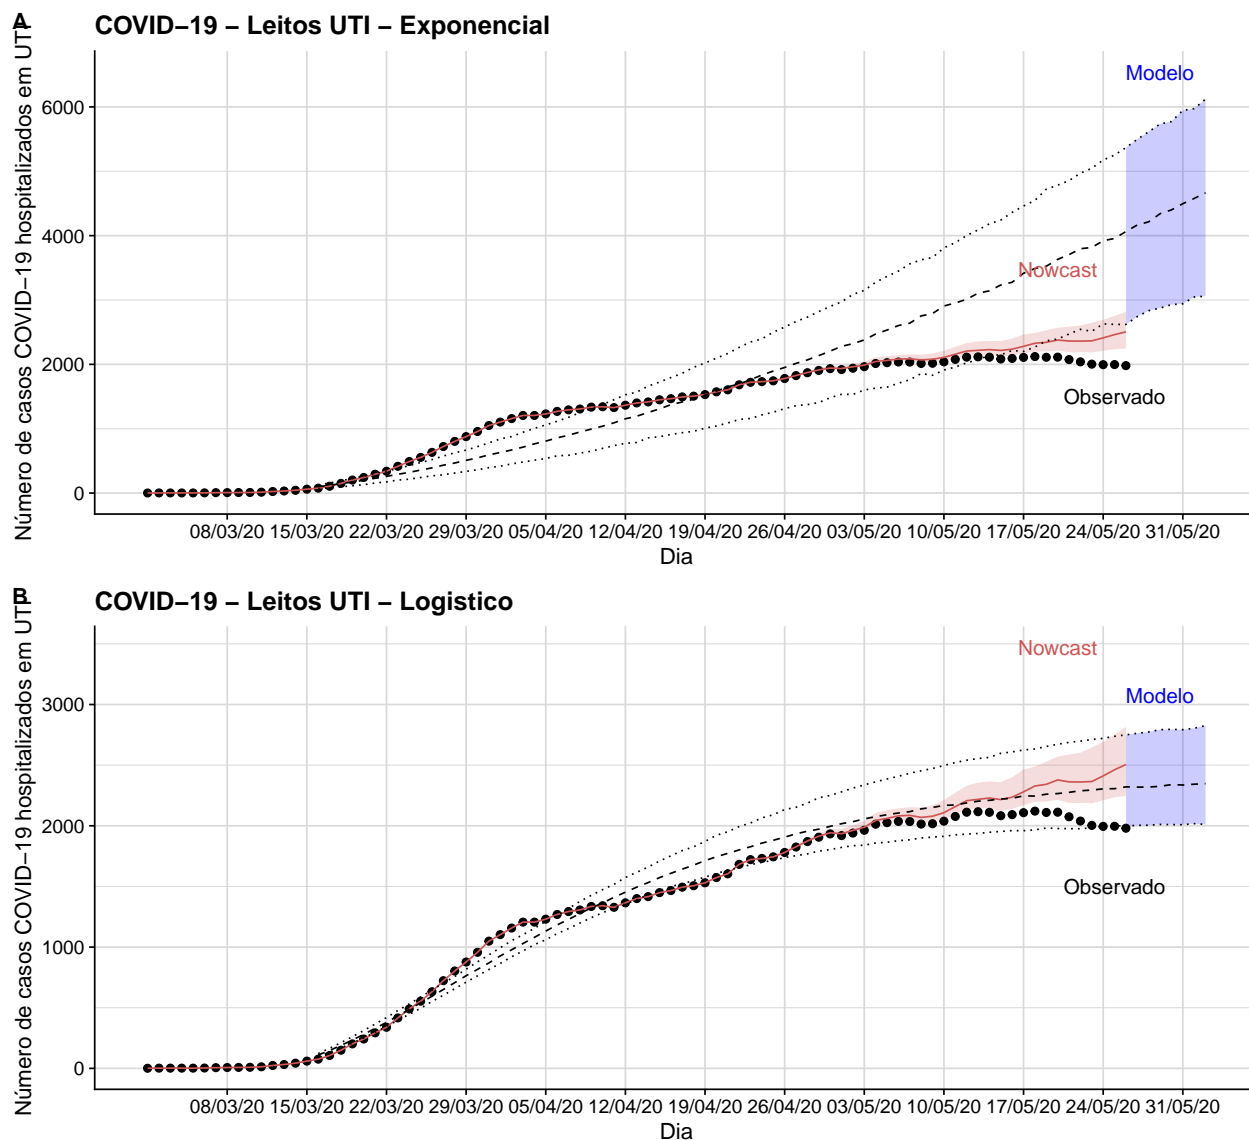 A
COVID−19 − Leitos UTI − Exponencial
Número de casos COVID−19 hospitalizados em UTI
6000
4000
2000
0
Modelo
Nowcast
Observado
08/03/20 15/03/20 22/03/20 29/03/20 05/04/20 12/04/20 19/04/20 26/04/20 03/05/20 10/05/20 17/05/20 24/05/20 31/05/20
Dia
B
COVID−19 − Leitos UTI − Logistico
Número de casos COVID−19 hospitalizados em UTI
3000
2000
1000
0
Nowcast
Modelo
Observado
08/03/20 15/03/20 22/03/20 29/03/20 05/04/20 12/04/20 19/04/20 26/04/20 03/05/20 10/05/20 17/05/20 24/05/20 31/05/20
Dia